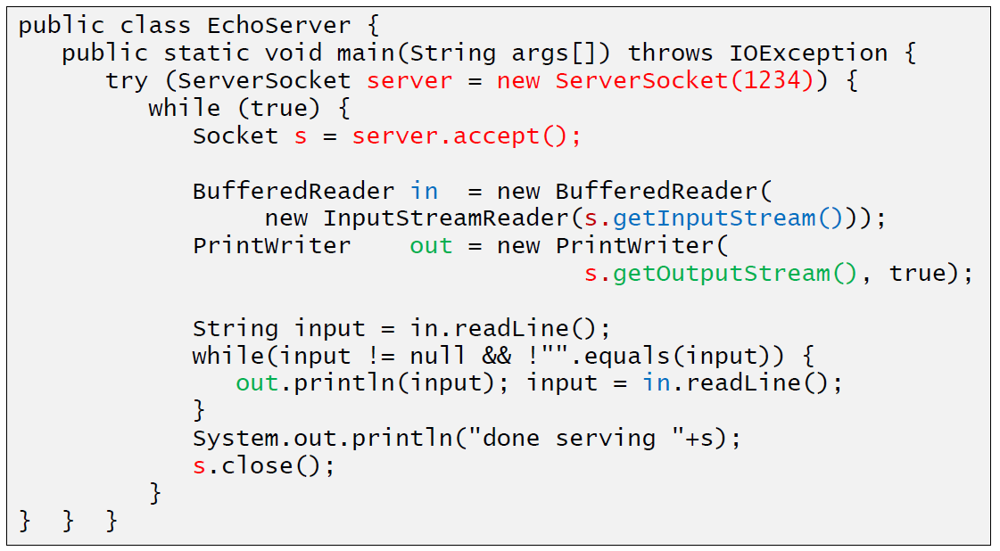 public class EchoServer {
   public static void main(String args[]) throws IOException {
      try (ServerSocket server = new ServerSocket(1234)) {
         while (true) {
            Socket s = server.accept();

            BufferedReader in  = new BufferedReader(
                 new InputStreamReader(s.getInputStream()));
            PrintWriter    out = new PrintWriter(
                                       s.getOutputStream(), true);

            String input = in.readLine();
            while(input != null && !"".equals(input)) {
               out.println(input); input = in.readLine();
            }
            System.out.println("done serving "+s);
            s.close();
         }
}  }  }